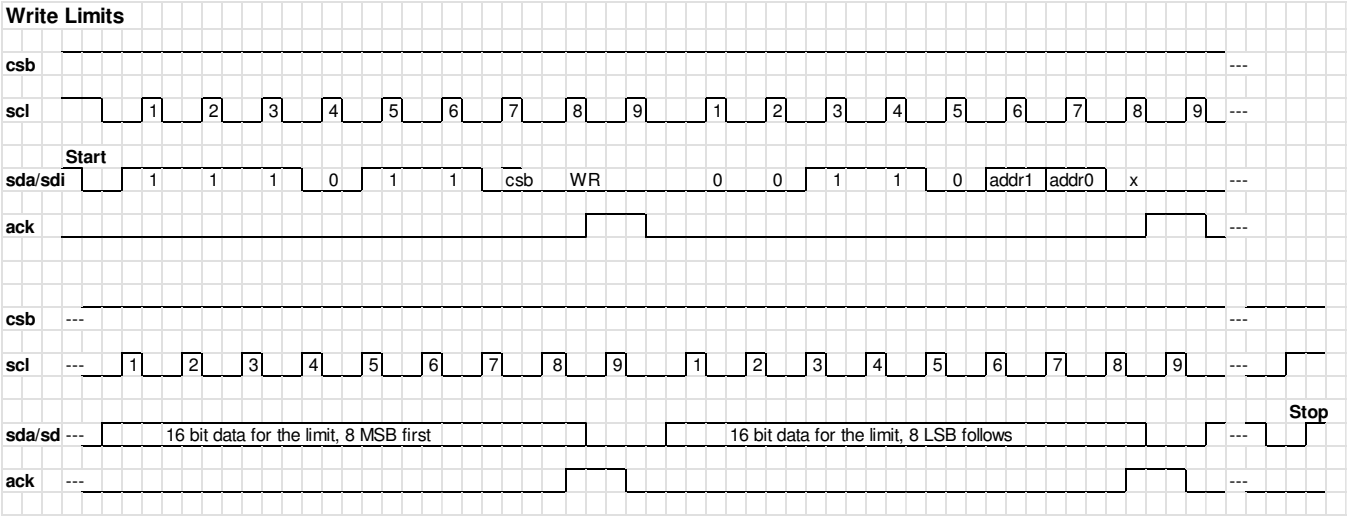 Write Limits
csb ---
scl 1 2 3 4 5 6 7 8 9 1 2 3 4 5 6 7 8 9 ---
Start
sda/sdi 1 1 1 0 1 1 csb WR 0 0 1 1 0 addr1 addr0 x ---
ack ---
csb --- ---
scl --- 1 2 3 4 5 6 7 8 9 1 2 3 4 5 6 7 8 9 ---
Stop
sda/sd --- 16 bit data for the limit, 8 MSB first 16 bit data for the limit, 8 LSB follows ---
ack --- ---